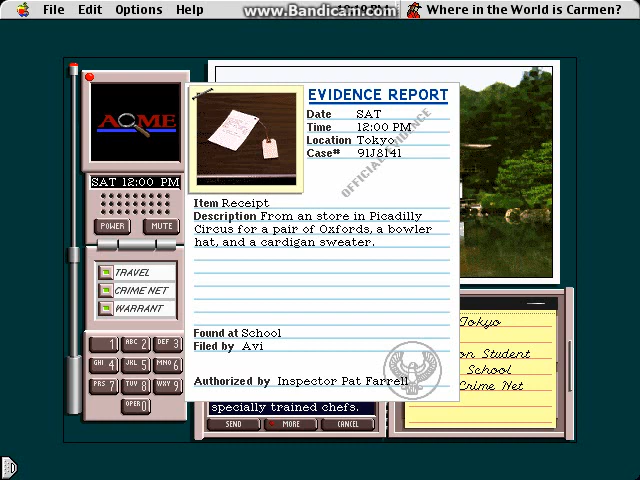 File Edit Options Help
www.Bandicam.com
Where in the World is Carmen?
ACME
SAT 12:00 PM
POWER
MUTE
TRAVEL
CRIME NET
WARRANT
1
ABC 2
DEF 3
GHI 4
JKL 5
MNO 6
PRS 7
TUV 8
WXY 9
OPER 0
EVIDENCE REPORT
Date SAT
Time 12:00 PM
Location Tokyo
Case# 91J8141
OFFICIAL EVIDENCE
Item Receipt
Description From an store in Picadilly
Circus for a pair of Oxfords, a bowler
hat, and a cardigan sweater.
Found at School
Filed by Avi
Authorized by Inspector Pat Farrell
specially trained chefs.
SEND
MORE
CANCEL
Tokyo
on Student
School
Crime Net